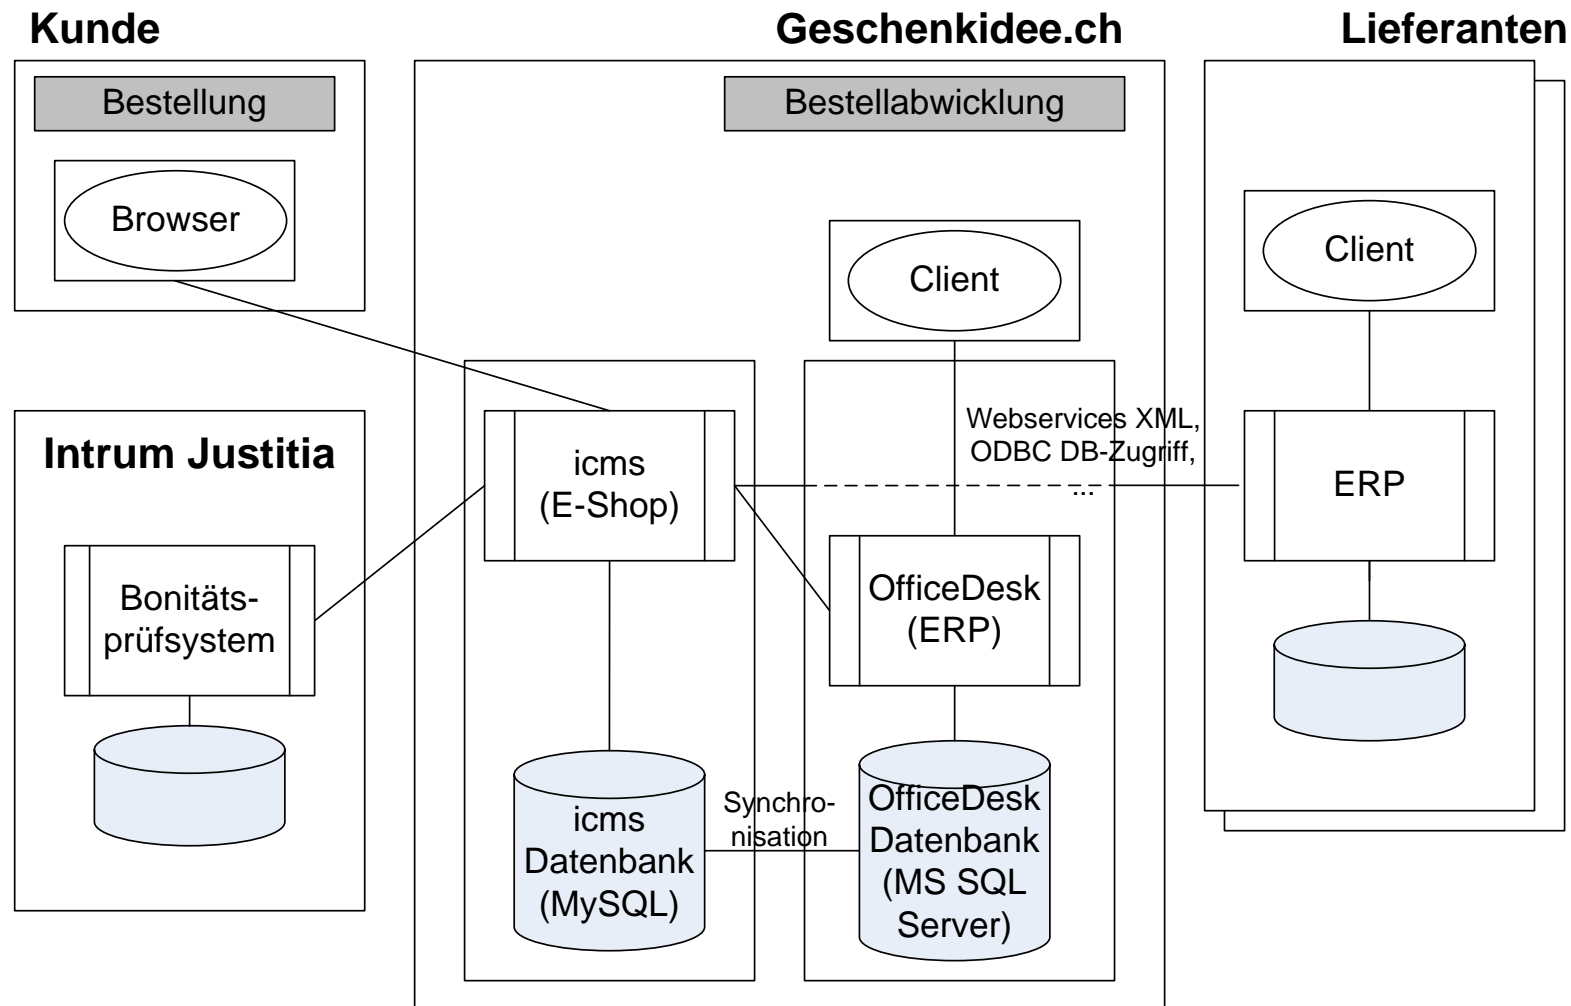 Kunde
Geschenkidee.ch
Lieferanten
Bestellung
Bestellabwicklung
Browser
Client
Client
Intrum Justitia
icms
(E-Shop)
Webservices XML,
ODBC DB-Zugriff,
...
ERP
Bonitäts-
prüfsystem
OfficeDesk
(ERP)
icms
Datenbank
(MySQL)
Synchro-
nisation
OfficeDesk
Datenbank
(MS SQL
Server)